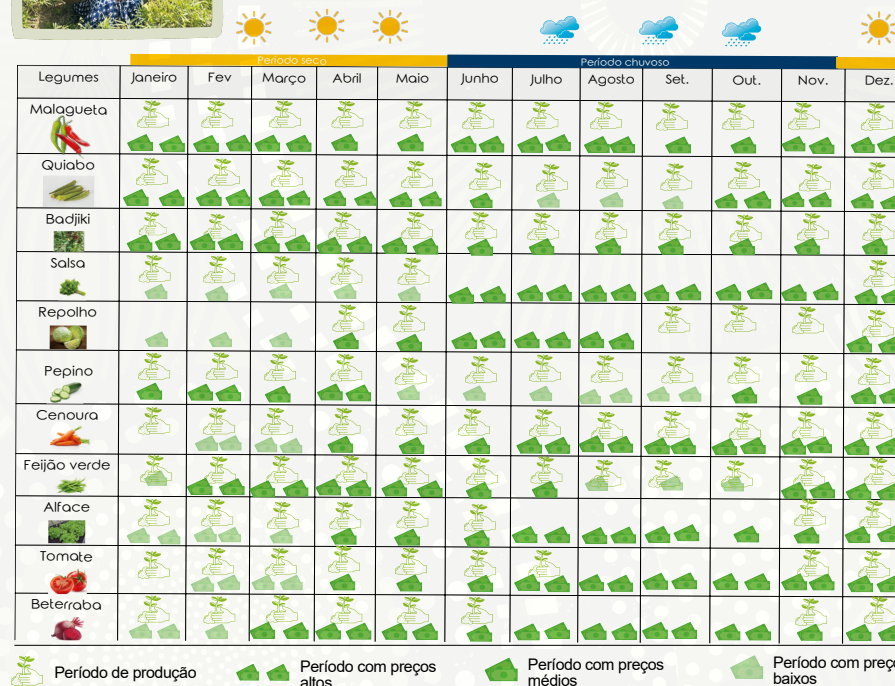 Período seco Período chuvoso
Legumes Janeiro Fev Março Abril Maio Junho Julho Agosto Set. Out. Nov. Dez.
Malagueta
Quiabo
Badjiki
Salsa
Repolho
Pepino
Cenoura
Feijão verde
Alface
Tomate
Beterraba
Período de produção
Período com preços
altos
Período com preços
médios
Período com
baixos